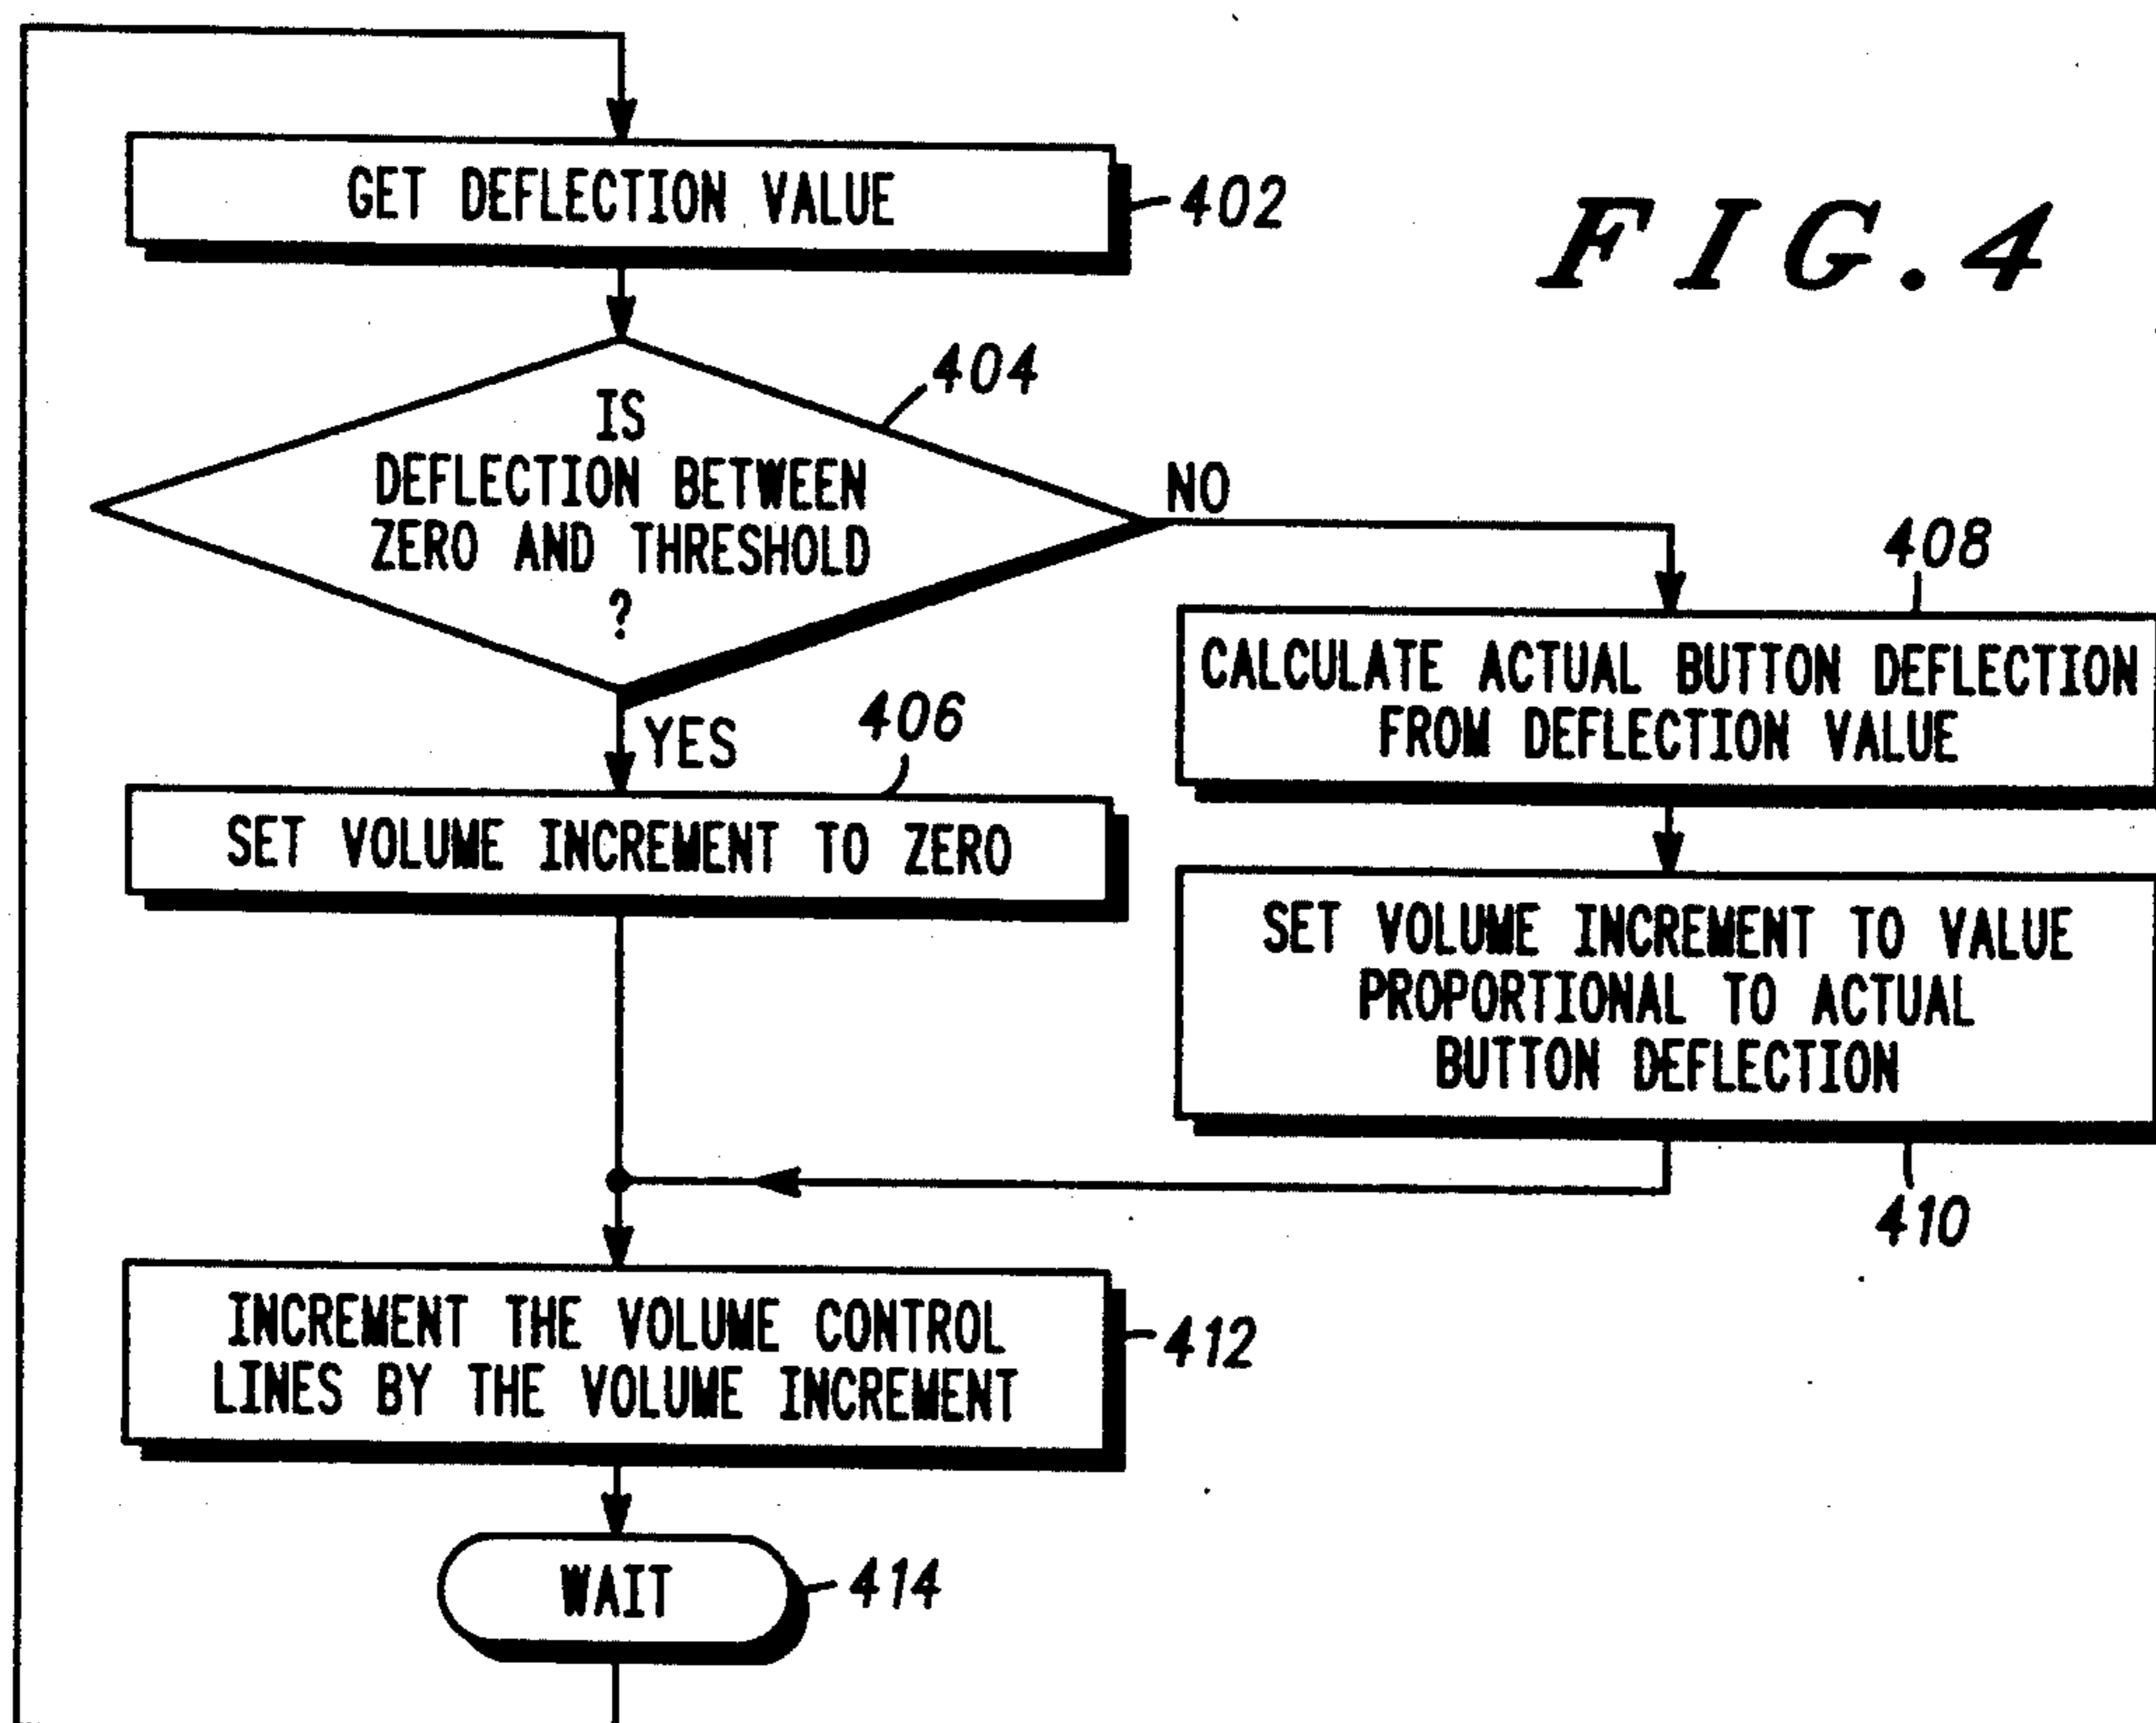 GET DEFLECTION VALUE
402
FIG.4
404
IS
DEFLECTION BETWEEN
ZERO AND THRESHOLD
?
NO
YES
406
SET VOLUME INCREMENT TO ZERO
408
CALCULATE ACTUAL BUTTON DEFLECTION
FROM DEFLECTION VALUE
SET VOLUME INCREMENT TO VALUE
PROPORTIONAL TO ACTUAL
BUTTON DEFLECTION
410
INCREMENT THE VOLUME CONTROL
LINES BY THE VOLUME INCREMENT
412
WAIT
414